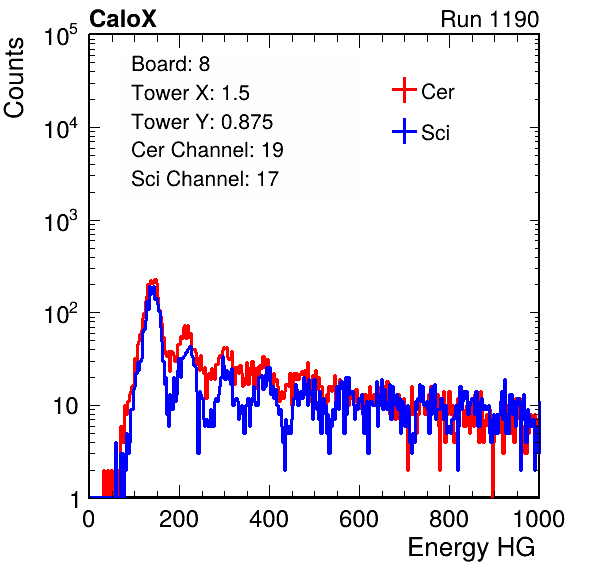 CaloX Run 1190
Counts
10^5
10^4
10^3
10^2
10
1
Board: 8
Tower X: 1.5
Tower Y: 0.875
Cer Channel: 19
Sci Channel: 17
Cer
Sci
0 200 400 600 800 1000
Energy HG